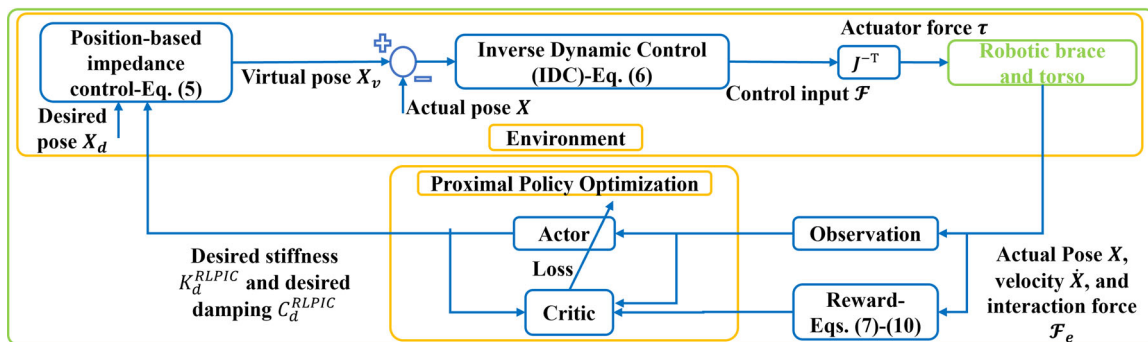 Position-based
impedance
control-Eq. (5)
Virtual pose X_v
+
−
Actual pose X
Desired
pose X_d
Inverse Dynamic Control
(IDC)-Eq. (6)
Control input ℱ
Actuator force τ
J^{-T}
Robotic brace
and torso
Environment
Proximal Policy Optimization
Actor
Loss
Critic
Observation
Reward-
Eqs. (7)-(10)
Desired stiffness
K_d^{RLPIC} and desired
damping C_d^{RLPIC}
Actual Pose X,
velocity Ẋ, and
interaction force
ℱ_e